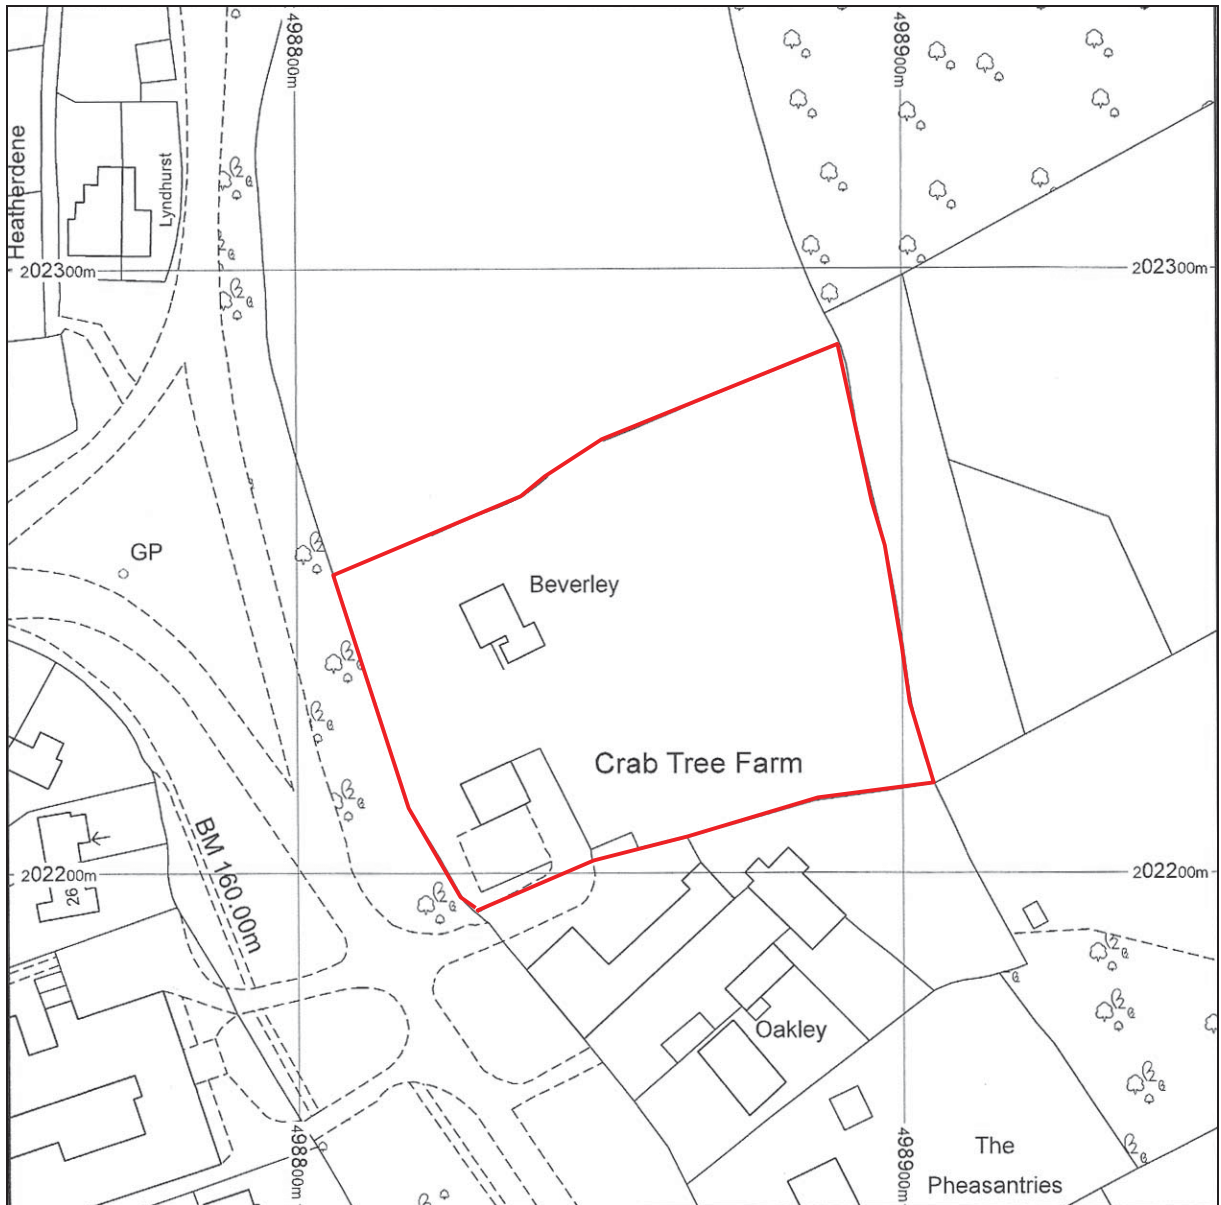 498800m
498900m
Heatherdene
Lyndhurst
202300m
202300m
GP
Beverley
Crab Tree Farm
BM 160.00m
202200m
202200m
26
Oakley
498800m
498900m
The
Pheasantries